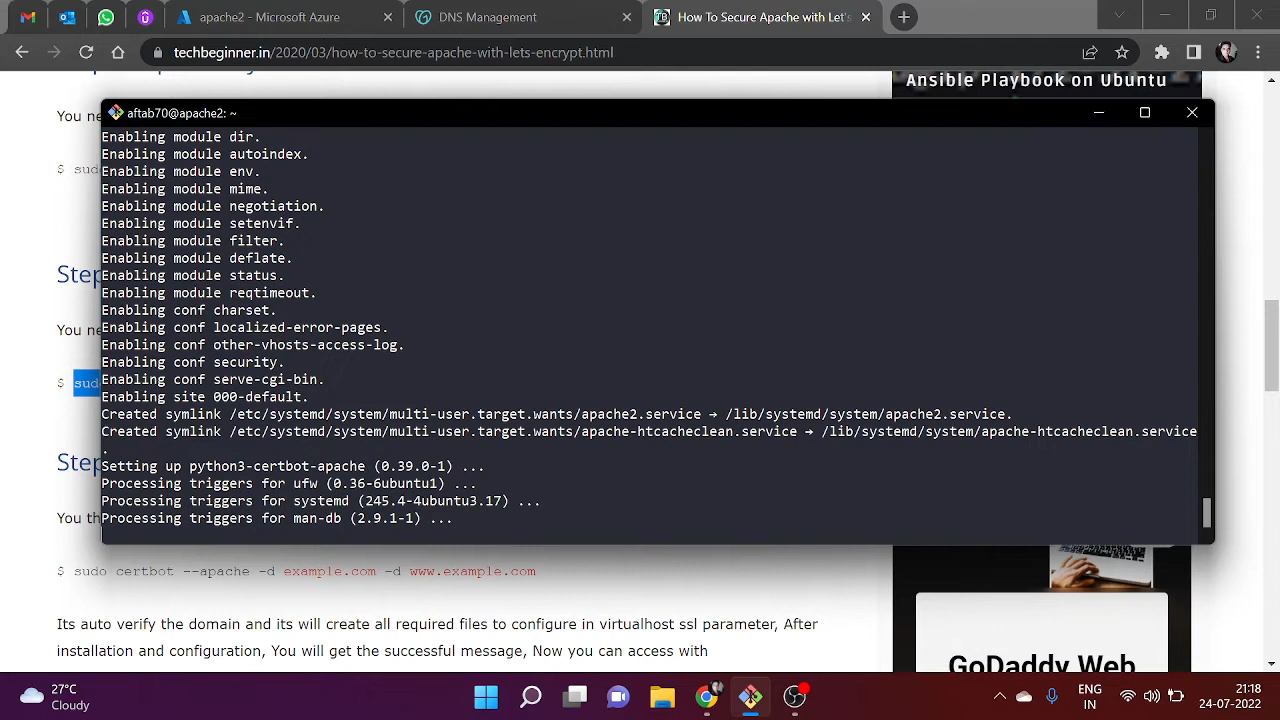 apache2 - Microsoft Azure
DNS Management
How To Secure Apache with Let's
techbeginner.in/2020/03/how-to-secure-apache-with-lets-encrypt.html
Ansible Playbook on Ubuntu
You ne
$ sud
Step
You ne
$ sud
Step
You th
aftab70@apache2: ~
Enabling module dir.
Enabling module autoindex.
Enabling module env.
Enabling module mime.
Enabling module negotiation.
Enabling module setenvif.
Enabling module filter.
Enabling module deflate.
Enabling module status.
Enabling module reqtimeout.
Enabling conf charset.
Enabling conf localized-error-pages.
Enabling conf other-vhosts-access-log.
Enabling conf security.
Enabling conf serve-cgi-bin.
Enabling site 000-default.
Created symlink /etc/systemd/system/multi-user.target.wants/apache2.service → /lib/systemd/system/apache2.service.
Created symlink /etc/systemd/system/multi-user.target.wants/apache-htcacheclean.service → /lib/systemd/system/apache-htcacheclean.service
.
Setting up python3-certbot-apache (0.39.0-1) ...
Processing triggers for ufw (0.36-6ubuntu1) ...
Processing triggers for systemd (245.4-4ubuntu3.17) ...
Processing triggers for man-db (2.9.1-1) ...
$ sudo certbot --apache -d example.com -d www.example.com
Its auto verify the domain and its will create all required files to configure in virtualhost ssl parameter, After
installation and configuration, You will get the successful message, Now you can access with
GoDaddy Web
27°C
Cloudy
ENG
IN
21:18
24-07-2022